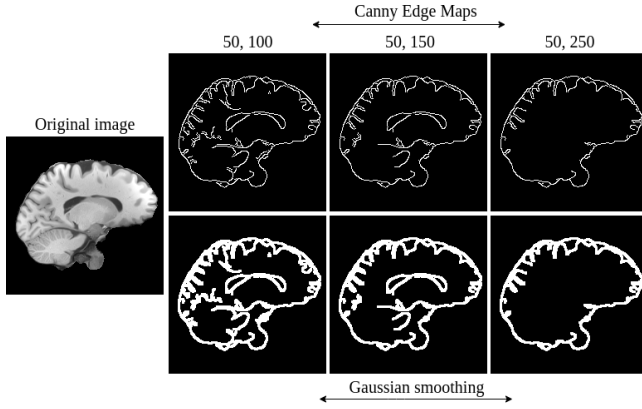 Canny Edge Maps
50, 100
50, 150
50, 250
Original image
Gaussian smoothing